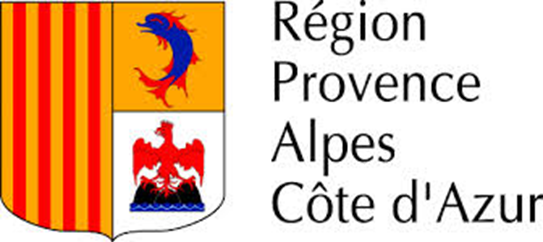 Région
Provence
Alpes
Côte d'Azur